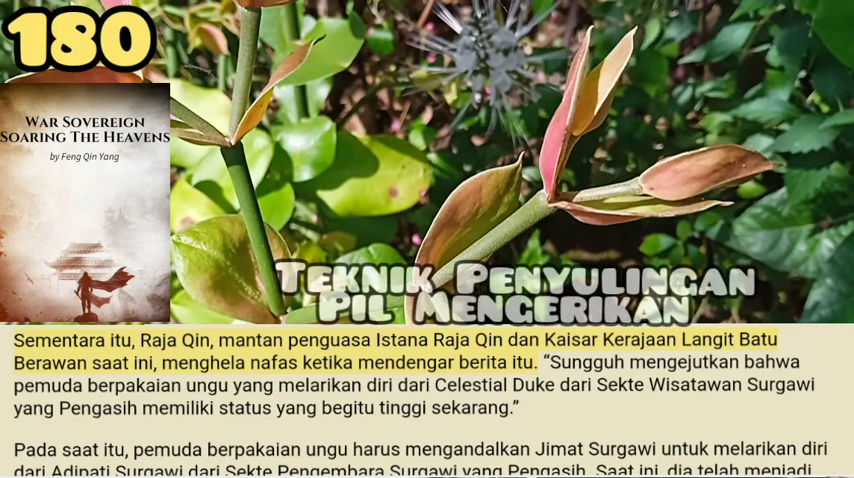 180
WAR SOVEREIGN
SOARING THE HEAVENS
by Feng Qin Yang
TEKNIK PENYULINGAN
PIL MENGERIKAN
Sementara itu, Raja Qin, mantan penguasa Istana Raja Qin dan Kaisar Kerajaan Langit Batu
Berawan saat ini, menghela nafas ketika mendengar berita itu. “Sungguh mengejutkan bahwa
pemuda berpakaian ungu yang melarikan diri dari Celestial Duke dari Sekte Wisatawan Surgawi
yang Pengasih memiliki status yang begitu tinggi sekarang.”
Pada saat itu, pemuda berpakaian ungu harus mengandalkan Jimat Surgawi untuk melarikan diri
dari Adipati Surgawi dari Sekte Pengembara Surgawi yang Pengasih. Saat ini, dia telah menjadi